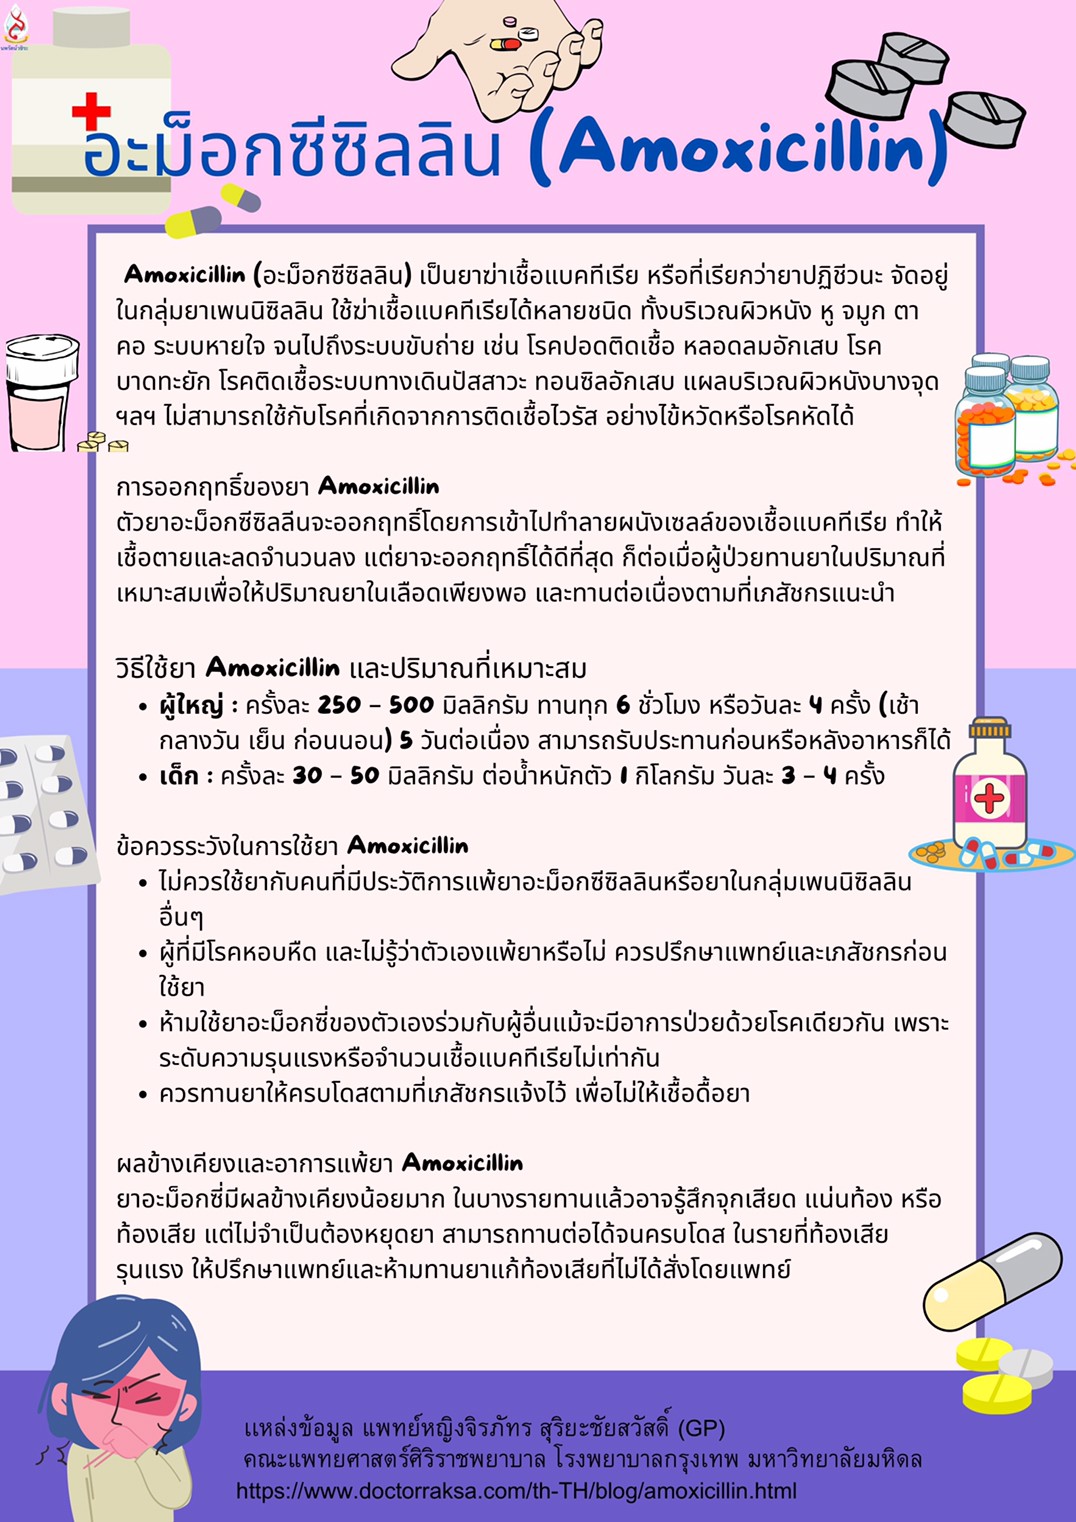 แพรัตน์าชีวะ
อะม็อกซีซิลลิน (Amoxicillin)
Amoxicillin (อะม็อกซีซิลลิน) เป็นยาฆ่าเชื้อแบคทีเรีย หรือที่เรียกว่ายาปฏิชีวนะ จัดอยู่
ในกลุ่มยาเพนนิซิลลิน ใช้ฆ่าเชื้อแบคทีเรียได้หลายชนิด ทั้งบริเวณผิวหนัง หู จมูก ตา
คอ ระบบหายใจ จนไปถึงระบบขับถ่าย เช่น โรคปอดติดเชื้อ หลอดลมอักเสบ โรค
บาดทะยัก โรคติดเชื้อระบบทางเดินปัสสาวะ ทอนซิลอักเสบ แผลบริเวณผิวหนังบางจุด
ฯลฯ ไม่สามารถใช้กับโรคที่เกิดจากการติดเชื้อไวรัส อย่างไข้หวัดหรือโรคหัดได้
การออกฤทธิ์ของยา Amoxicillin
ตัวยาอะม็อกซีซิลลีนจะออกฤทธิ์โดยการเข้าไปทำลายผนังเซลล์ของเชื้อแบคทีเรีย ทำให้
เชื้อตายและลดจำนวนลง แต่ยาจะออกฤทธิ์ได้ดีที่สุด ก็ต่อเมื่อผู้ป่วยทานยาในปริมาณที่
เหมาะสมเพื่อให้ปริมาณยาในเลือดเพียงพอ และทานต่อเนื่องตามที่เภสัชกรแนะนำ
วิธีใช้ยา Amoxicillin และปริมาณที่เหมาะสม
• ผู้ใหญ่ : ครั้งละ 250 – 500 มิลลิกรัม ทานทุก 6 ชั่วโมง หรือวันละ 4 ครั้ง (เช้า
กลางวัน เย็น ก่อนนอน) 5 วันต่อเนื่อง สามารถรับประทานก่อนหรือหลังอาหารก็ได้
• เด็ก : ครั้งละ 30 – 50 มิลลิกรัม ต่อน้ำหนักตัว 1 กิโลกรัม วันละ 3 – 4 ครั้ง
ข้อควรระวังในการใช้ยา Amoxicillin
• ไม่ควรใช้ยากับคนที่มีประวัติการแพ้ยาอะม็อกซีซิลลินหรือยาในกลุ่มเพนนิซิลลิน
อื่นๆ
• ผู้ที่มีโรคหอบหืด และไม่รู้ว่าตัวเองแพ้ยาหรือไม่ ควรปรึกษาแพทย์และเภสัชกรก่อน
ใช้ยา
• ห้ามใช้ยาอะม็อกซี่ของตัวเองร่วมกับผู้อื่นแม้จะมีอาการป่วยด้วยโรคเดียวกัน เพราะ
ระดับความรุนแรงหรือจำนวนเชื้อแบคทีเรียไม่เท่ากัน
• ควรทานยาให้ครบโดสตามที่เภสัชกรแจ้งไว้ เพื่อไม่ให้เชื้อดื้อยา
ผลข้างเคียงและอาการแพ้ยา Amoxicillin
ยาอะม็อกซี่มีผลข้างเคียงน้อยมาก ในบางรายทานแล้วอาจรู้สึกจุกเสียด แน่นท้อง หรือ
ท้องเสีย แต่ไม่จำเป็นต้องหยุดยา สามารถทานต่อได้จนครบโดส ในรายที่ท้องเสีย
รุนแรง ให้ปรึกษาแพทย์และห้ามทานยาแก้ท้องเสียที่ไม่ได้สั่งโดยแพทย์
แหล่งข้อมูล แพทย์หญิงจิรภัทร สุริยะชัยสวัสดิ์ (GP)
คณะแพทยศาสตร์ศิริราชพยาบาล โรงพยาบาลกรุงเทพ มหาวิทยาลัยมหิดล
https://www.doctorraksa.com/th-TH/blog/amoxicillin.html